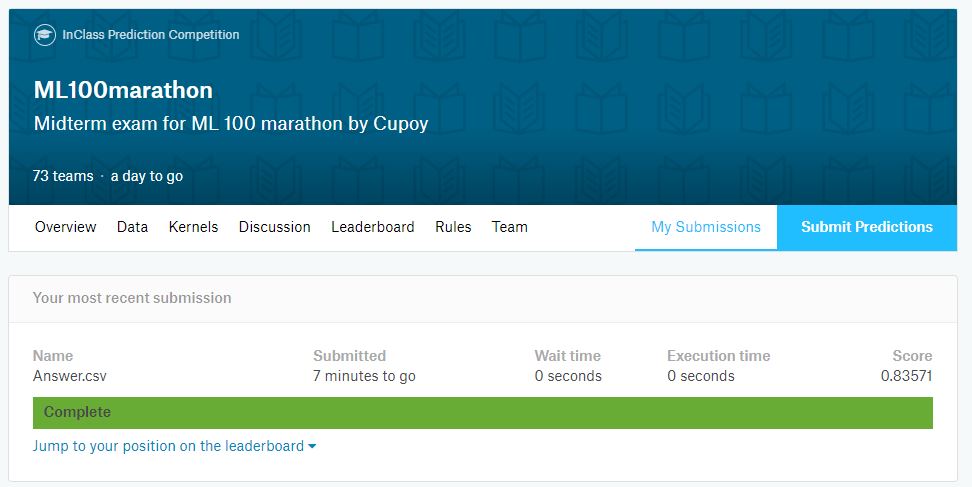 InClass Prediction Competition
ML100marathon
Midterm exam for ML 100 marathon by Cupoy
73 teams · a day to go
Overview Data Kernels Discussion Leaderboard Rules Team My Submissions Submit Predictions
Your most recent submission
Name Submitted Wait time Execution time Score
Answer.csv 7 minutes to go 0 seconds 0 seconds 0.83571
Complete
Jump to your position on the leaderboard